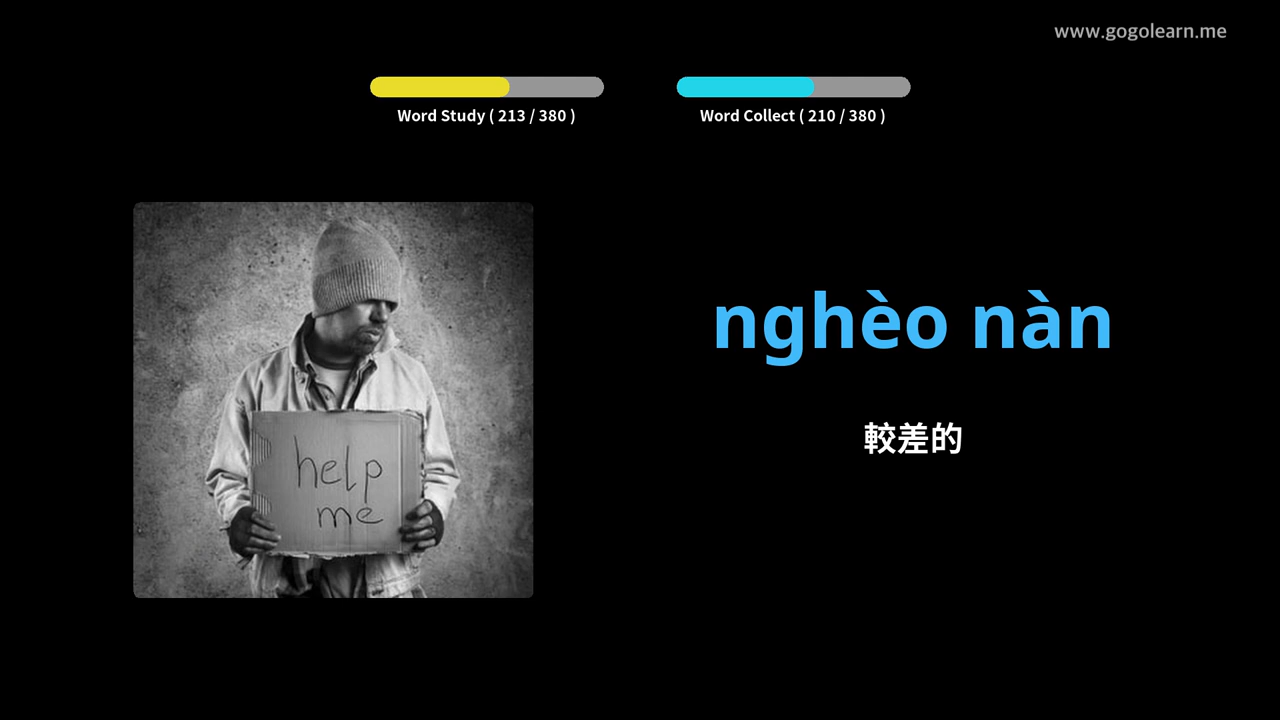 www.gogolearn.me
Word Study ( 213 / 380 )
Word Collect ( 210 / 380 )
help
me
nghèo nàn
較差的